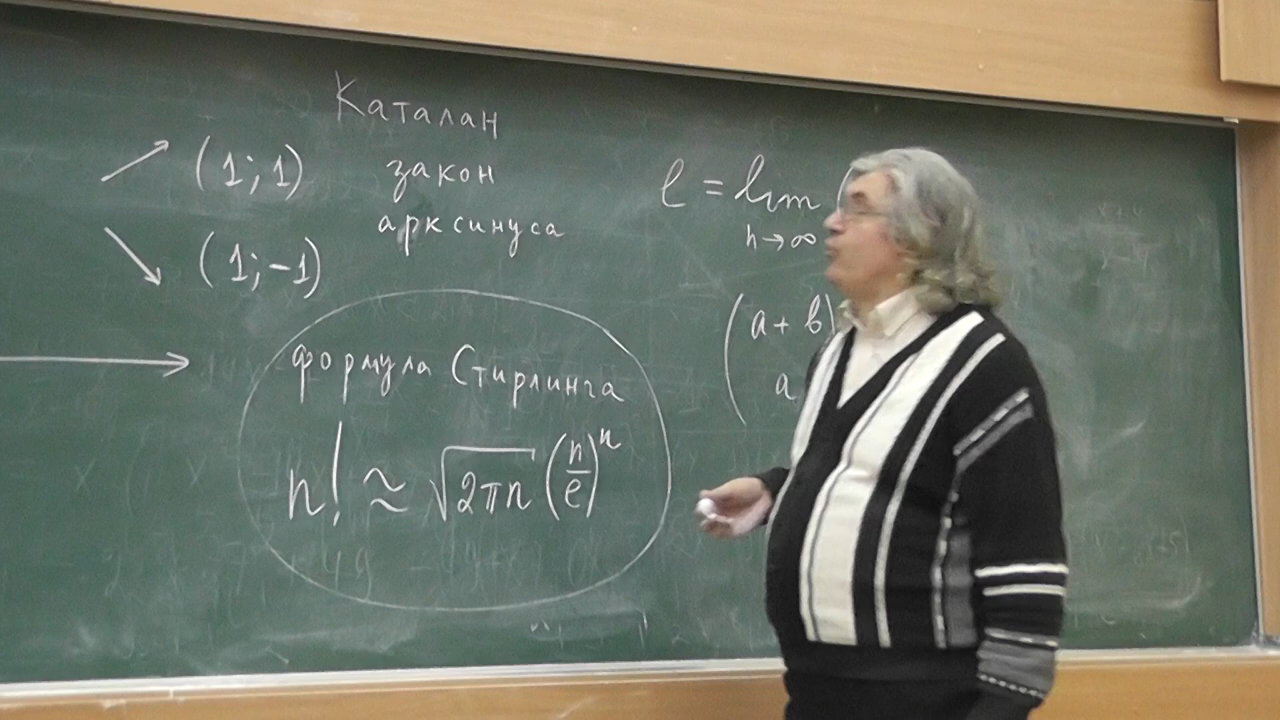 Каталан
(1;1)
закон
арксинуса
(1;-1)
формула Стирлинга
n! ≈ √2πn (n/e)ⁿ
e = lim
n→∞
(a+b
a